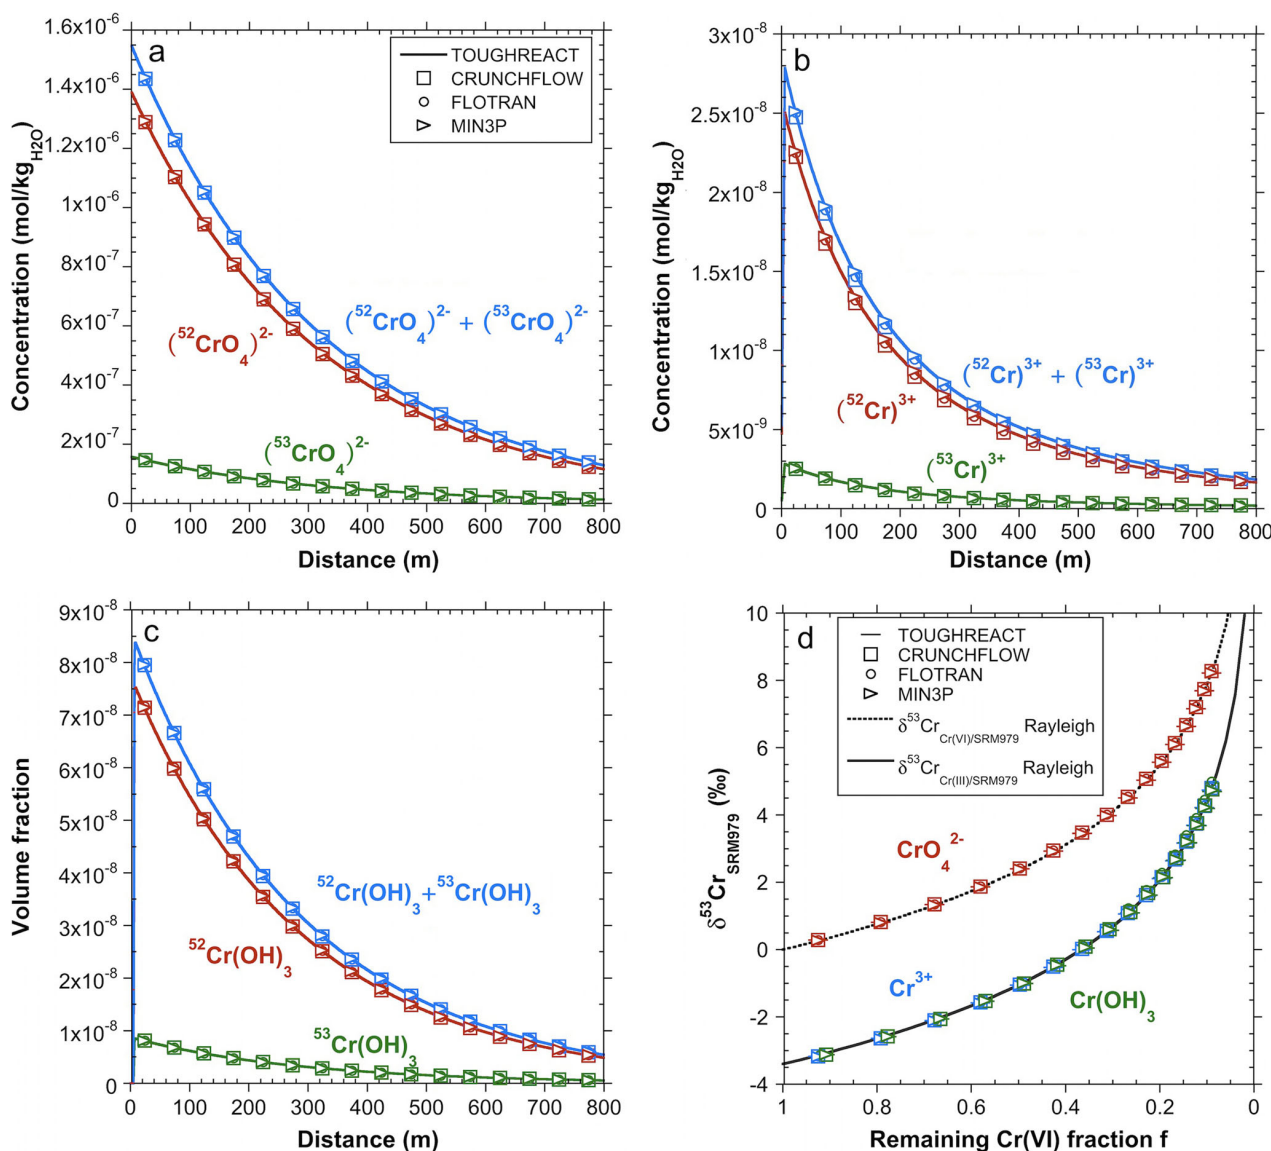 a
1.6x10⁻⁶
1.4x10⁻⁶
1.2x10⁻⁶
1x10⁻⁶
8x10⁻⁷
6x10⁻⁷
4x10⁻⁷
2x10⁻⁷
0
Concentration (mol/kg_H2O)
TOUGHREACT
CRUNCHFLOW
FLOTRAN
MIN3P
(⁵²CrO₄)²⁻ + (⁵³CrO₄)²⁻
(⁵²CrO₄)²⁻
(⁵³CrO₄)²⁻
0 100 200 300 400 500 600 700 800
Distance (m)
b
3x10⁻⁸
2.5x10⁻⁸
2x10⁻⁸
1.5x10⁻⁸
1x10⁻⁸
5x10⁻⁹
0
Concentration (mol/kg_H2O)
(⁵²Cr)³⁺ + (⁵³Cr)³⁺
(⁵²Cr)³⁺
(⁵³Cr)³⁺
0 100 200 300 400 500 600 700 800
Distance (m)
c
9x10⁻⁸
8x10⁻⁸
7x10⁻⁸
6x10⁻⁸
5x10⁻⁸
4x10⁻⁸
3x10⁻⁸
2x10⁻⁸
1x10⁻⁸
0
Volume fraction
⁵²Cr(OH)₃+⁵³Cr(OH)₃
⁵²Cr(OH)₃
⁵³Cr(OH)₃
0 100 200 300 400 500 600 700 800
Distance (m)
d
10
8
6
4
2
0
-2
-4
δ⁵³Cr_SRM979 (‰)
TOUGHREACT
CRUNCHFLOW
FLOTRAN
MIN3P
δ⁵³Cr_Cr(VI)/SRM979 Rayleigh
δ⁵³Cr_Cr(III)/SRM979 Rayleigh
CrO₄²⁻
Cr³⁺
Cr(OH)₃
1 0.8 0.6 0.4 0.2 0
Remaining Cr(VI) fraction f